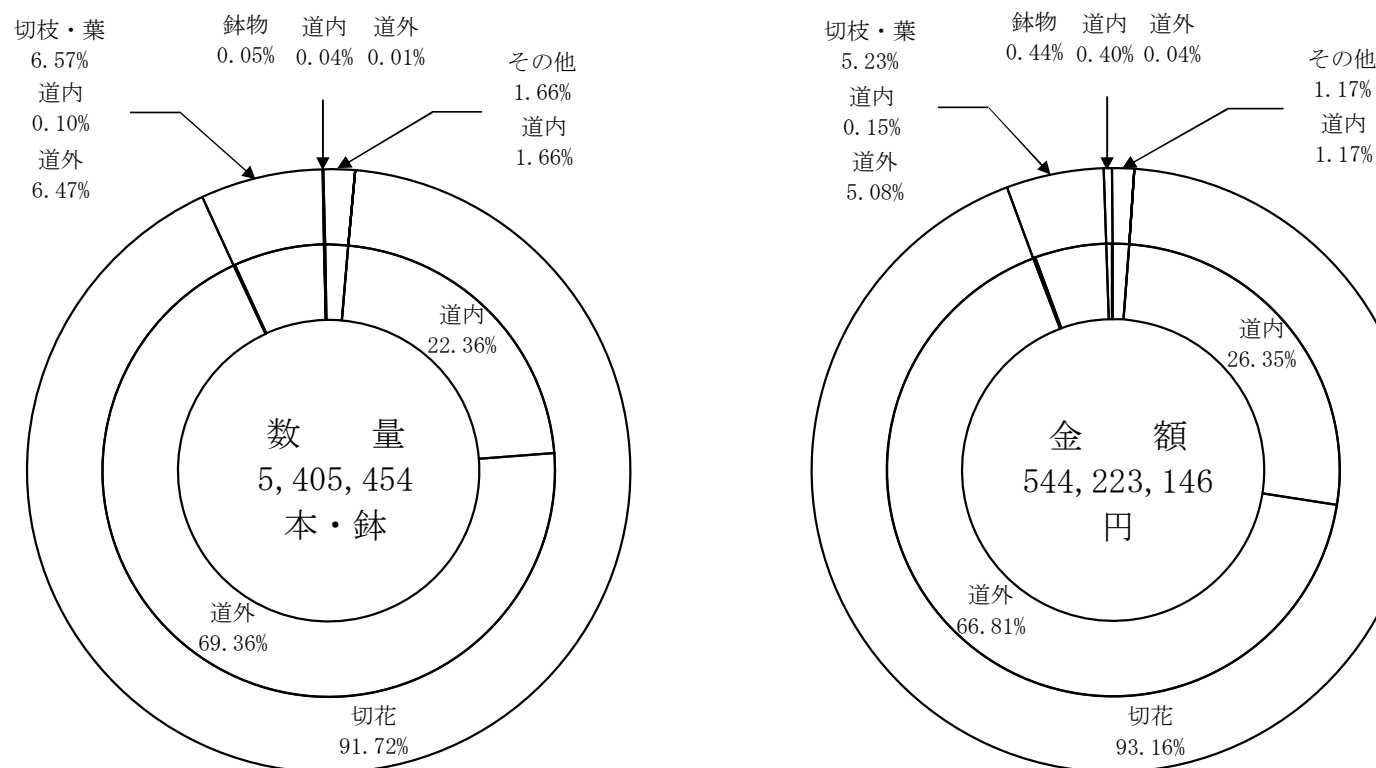 切枝・葉
6.57%
道内
0.10%
道外
6.47%
鉢物
0.05%
道内
0.04%
道外
0.01%
その他
1.66%
道内
1.66%
道内
22.36%
数 量
5,405,454
本・鉢
道外
69.36%
切花
91.72%
切枝・葉
5.23%
道内
0.15%
道外
5.08%
鉢物
0.44%
道内
0.40%
道外
0.04%
その他
1.17%
道内
1.17%
道内
26.35%
金 額
544,223,146
円
道外
66.81%
切花
93.16%